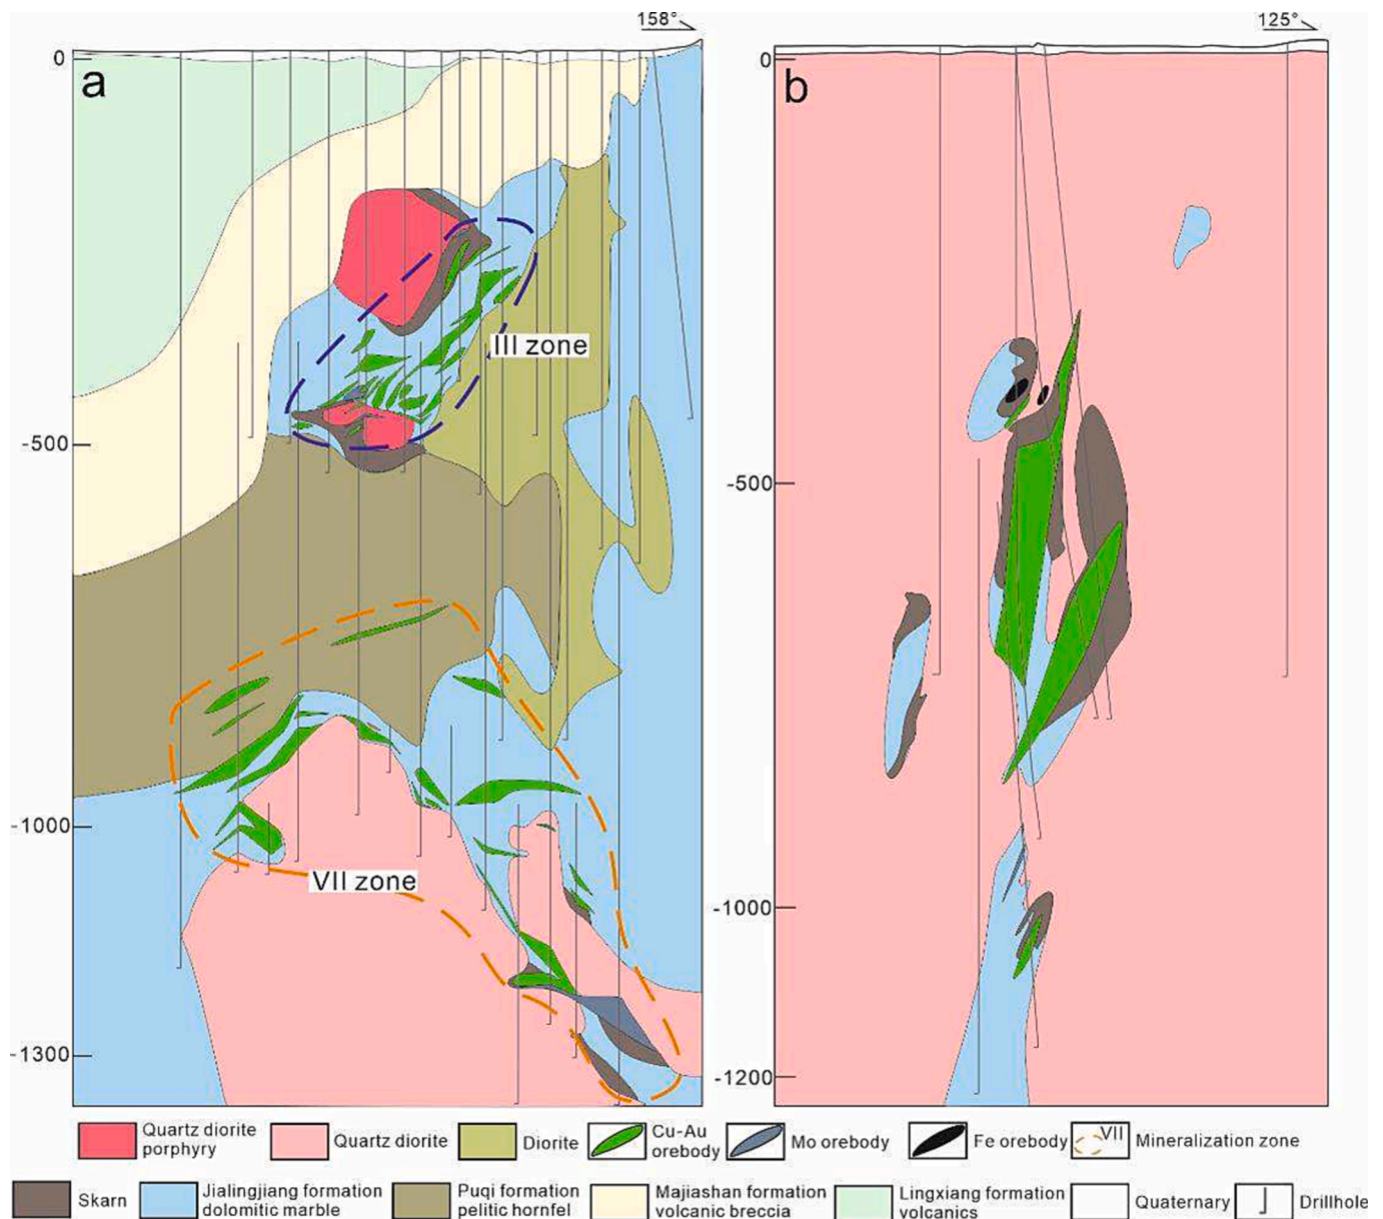 158°
125°
0
a
-500
-1000
-1300
III zone
VII zone
0
b
-500
-1000
-1200
Quartz diorite
porphyry
Quartz diorite
Diorite
Cu-Au
orebody
Mo orebody
Fe orebody
VII
Mineralization zone
Skarn
Jialingjiang formation
dolomitic marble
Puqi formation
pelitic hornfel
Majiashan formation
volcanic breccia
Lingxiang formation
volcanics
Quaternary
Drillhole